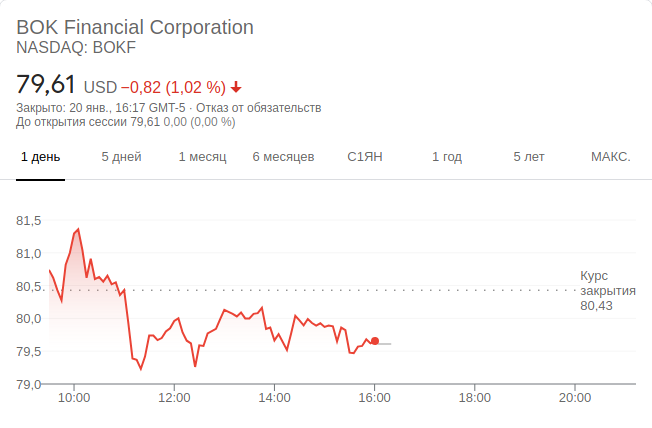 BOK Financial Corporation
NASDAQ: BOKF
79,61 USD −0,82 (1,02 %)
Закрыто: 20 янв., 16:17 GMT-5 · Отказ от обязательств
До открытия сессии 79,61 0,00 (0,00 %)
1 день 5 дней 1 месяц 6 месяцев С1ЯН 1 год 5 лет МАКС.
81,5
81,0
80,5
80,0
79,5
79,0
Курс
закрытия
80,43
10:00 12:00 14:00 16:00 18:00 20:00